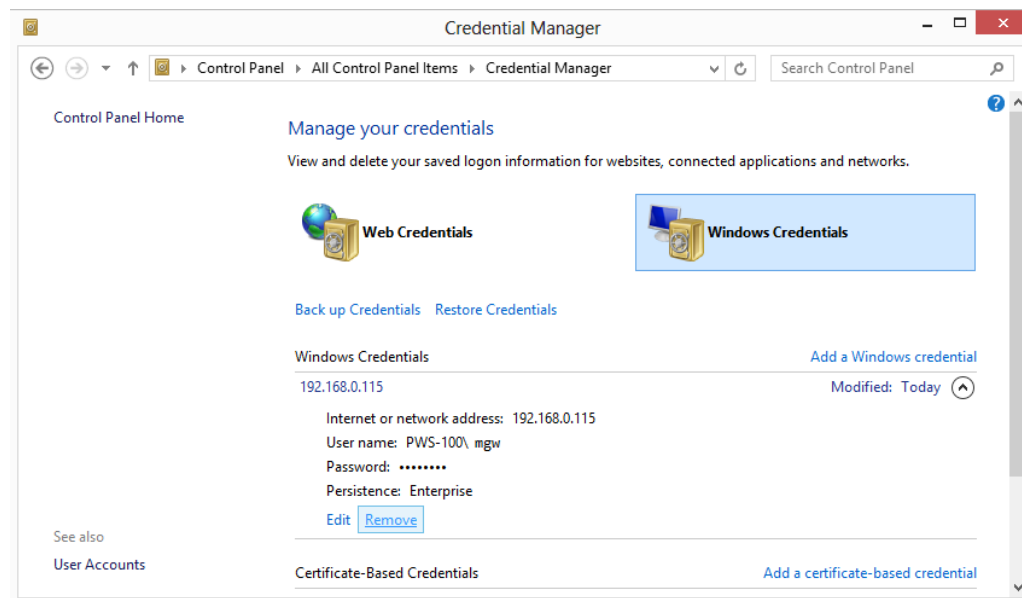 Credential Manager
Control Panel All Control Panel Items Credential Manager Search Control Panel
Control Panel Home
Manage your credentials
View and delete your saved logon information for websites, connected applications and networks.
Web Credentials Windows Credentials
Back up Credentials Restore Credentials
Windows Credentials Add a Windows credential
192.168.0.115 Modified: Today
Internet or network address: 192.168.0.115
User name: PWS-100\ mgw
Password: ••••••••
Persistence: Enterprise
Edit Remove
See also
User Accounts
Certificate-Based Credentials Add a certificate-based credential